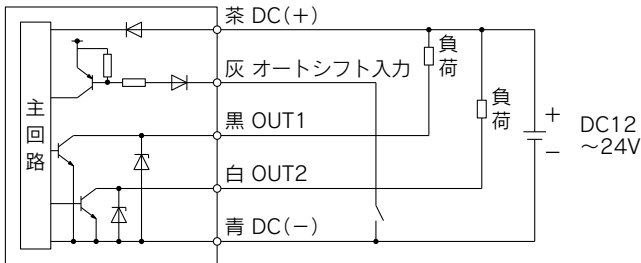 茶 DC(+)
負荷
灰 オートシフト入力
負荷
主回路
黒 OUT1
+
DC12
−
～24V
白 OUT2
青 DC(−)